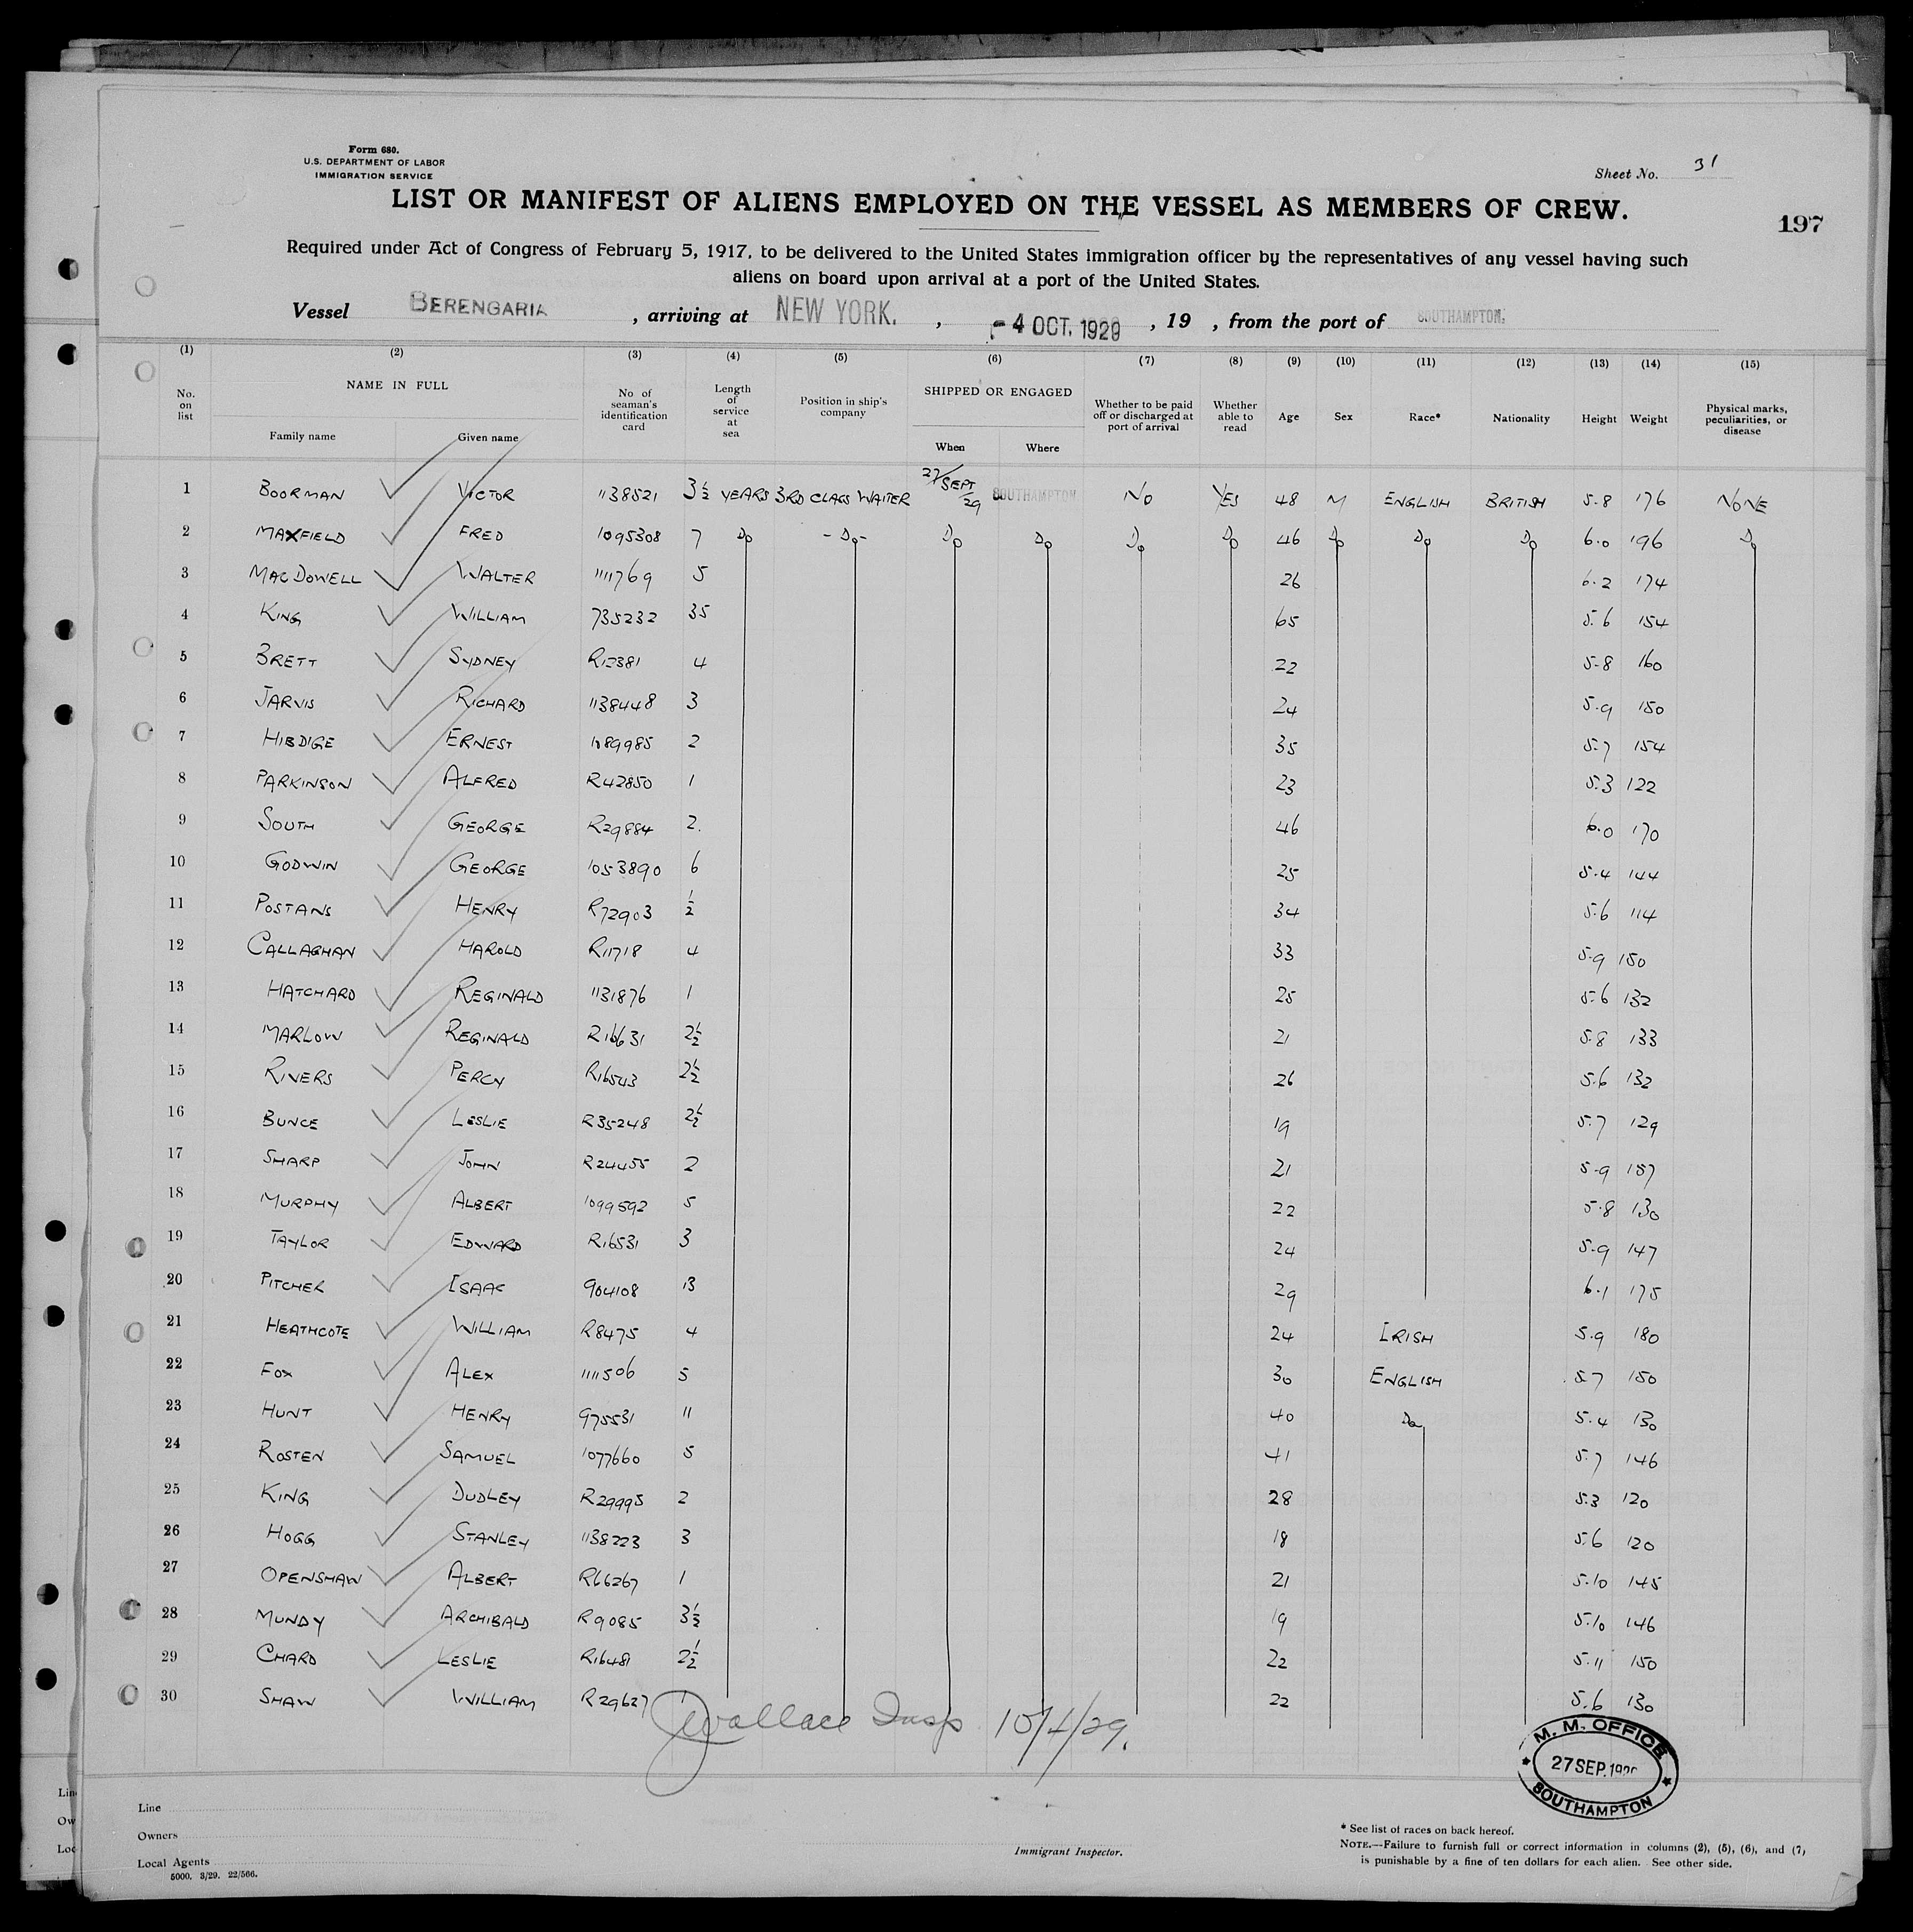 Form 680.
U.S. DEPARTMENT OF LABOR
IMMIGRATION SERVICE
Sheet No. 31
LIST OR MANIFEST OF ALIENS EMPLOYED ON THE VESSEL AS MEMBERS OF CREW.
197
Required under Act of Congress of February 5, 1917, to be delivered to the United States immigration officer by the representatives of any vessel having such
aliens on board upon arrival at a port of the United States.
Vessel BERENGARIA , arriving at NEW YORK. , - 4 OCT. 1929 , 19 , from the port of SOUTHAMPTON.
(1) (2) (3) (4) (5) (6) (7) (8) (9) (10) (11) (12) (13) (14) (15)
No. on list NAME IN FULL Family name Given name No of seaman's identification card Length of service at sea Position in ship's company SHIPPED OR ENGAGED When Where Whether to be paid off or discharged at port of arrival Whether able to read Age Sex Race* Nationality Height Weight Physical marks, peculiarities, or disease
1 BOORMAN VICTOR 1138521 3½ YEARS 3RD CLASS WAITER 27/SEPT/29 SOUTHAMPTON NO YES 48 M ENGLISH BRITISH 5-8 176 NONE
2 MAXFIELD FRED 1095308 7 Do - Do - Do Do Do Do 46 Do Do Do 6.0 196 Do
3 MACDOWELL WALTER 1111769 5 26 6.2 174
4 KING WILLIAM 735232 35 65 5.6 154
5 BRETT SYDNEY R12381 4 22 5-8 160
6 JARVIS RICHARD 1138448 3 24 5.9 150
7 HIBDIGE ERNEST 1089985 2 35 5.7 154
8 PARKINSON ALFRED R42850 1 23 5.3 122
9 SOUTH GEORGE R29884 2. 46 6.0 170
10 GODWIN GEORGE 1053890 6 25 5.4 144
11 POSTANS HENRY R72903 ½ 34 5.6 114
12 CALLAGHAN HAROLD R11718 4 33 5.9 150
13 HATCHARD REGINALD 1131876 1 25 5.6 132
14 MARLOW REGINALD R16631 2½ 21 5.8 133
15 RIVERS PERCY R16543 2½ 26 5.6 132
16 BUNCE LESLIE R35248 2½ 19 5.7 129
17 SHARP JOHN R24455 2 21 5.9 157
18 MURPHY ALBERT 1099592 5 22 5.8 130
19 TAYLOR EDWARD R16531 3 24 5-9 147
20 PITCHER ISAAC 904108 13 29 6.1 175
21 HEATHCOTE WILLIAM R8475 4 24 IRISH 5.9 180
22 FOX ALEX 1111506 5 30 ENGLISH 5.7 150
23 HUNT HENRY 975531 11 40 Do 5.4 130
24 ROSTEN SAMUEL 1077660 5 41 5.7 146
25 KING DUDLEY R29995 2 28 5.3 120
26 HOGG STANLEY 1138223 3 18 5.6 120
27 OPENSHAW ALBERT R66267 1 21 5.10 145
28 MUNDY ARCHIBALD R9085 3½ 19 5.10 146
29 CHARD LESLIE R16481 2½ 22 5.11 150
30 SHAW WILLIAM R29627 1 22 5.6 130
JWallace Insp 10/4/29.
M. M. OFFICE
27 SEP. 192
SOUTHAMPTON
Line
Owners
Local Agents
5000. 3/29. 22/566.
Immigrant Inspector.
* See list of races on back hereof.
NOTE.—Failure to furnish full or correct information in columns (2), (5), (6), and (7)
is punishable by a fine of ten dollars for each alien. See other side.